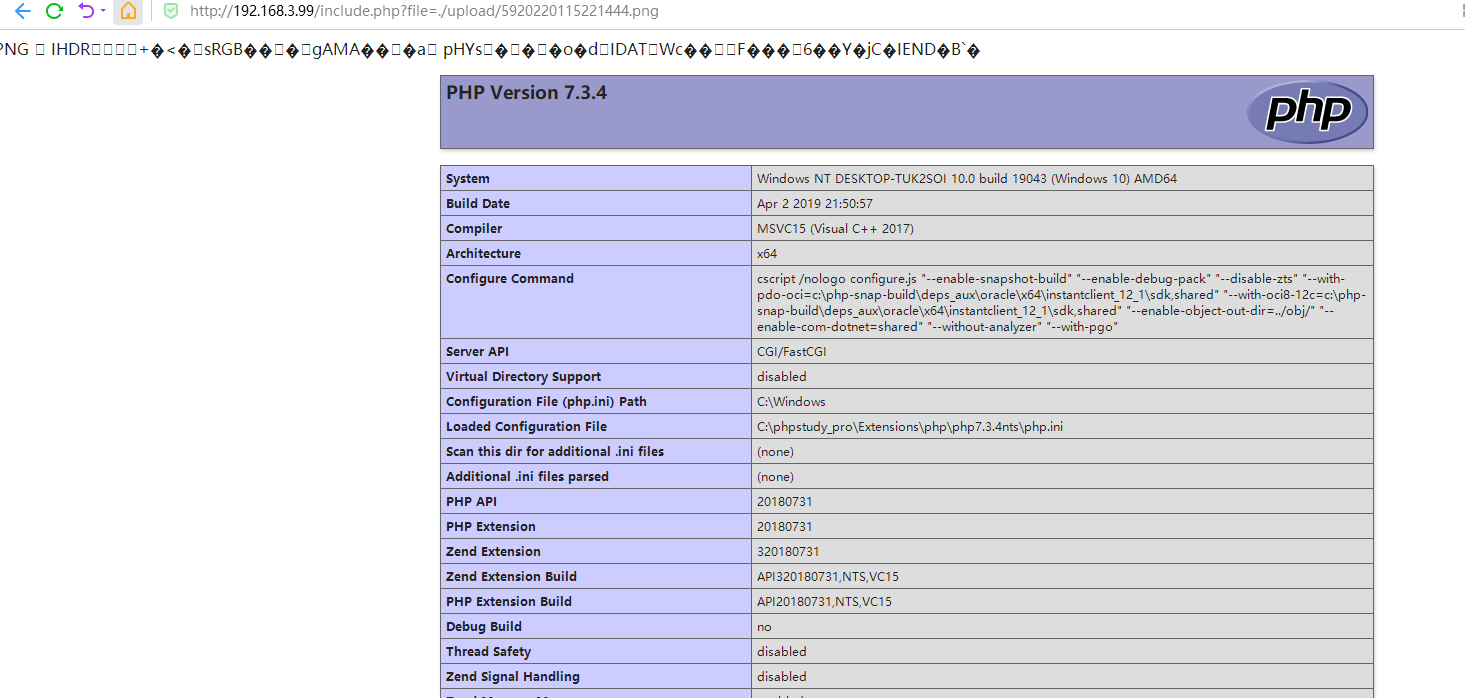 http://192.168.3.99/include.php?file=./upload/5920220115221444.png
PNG IHDR +�<� sRGB�� � gAMA�� �a pHYs � � �o�d IDAT Wc�� F��� 6��Y�jC�IEND�B`�
PHP Version 7.3.4
php
System Windows NT DESKTOP-TUK2SOI 10.0 build 19043 (Windows 10) AMD64
Build Date Apr 2 2019 21:50:57
Compiler MSVC15 (Visual C++ 2017)
Architecture x64
Configure Command cscript /nologo configure.js "--enable-snapshot-build" "--enable-debug-pack" "--disable-zts" "--with-
pdo-oci=c:\php-snap-build\deps_aux\oracle\x64\instantclient_12_1\sdk,shared" "--with-oci8-12c=c:\php-
snap-build\deps_aux\oracle\x64\instantclient_12_1\sdk,shared" "--enable-object-out-dir=../obj/" "--
enable-com-dotnet=shared" "--without-analyzer" "--with-pgo"
Server API CGI/FastCGI
Virtual Directory Support disabled
Configuration File (php.ini) Path C:\Windows
Loaded Configuration File C:\phpstudy_pro\Extensions\php\php7.3.4nts\php.ini
Scan this dir for additional .ini files (none)
Additional .ini files parsed (none)
PHP API 20180731
PHP Extension 20180731
Zend Extension 320180731
Zend Extension Build API320180731,NTS,VC15
PHP Extension Build API20180731,NTS,VC15
Debug Build no
Thread Safety disabled
Zend Signal Handling disabled